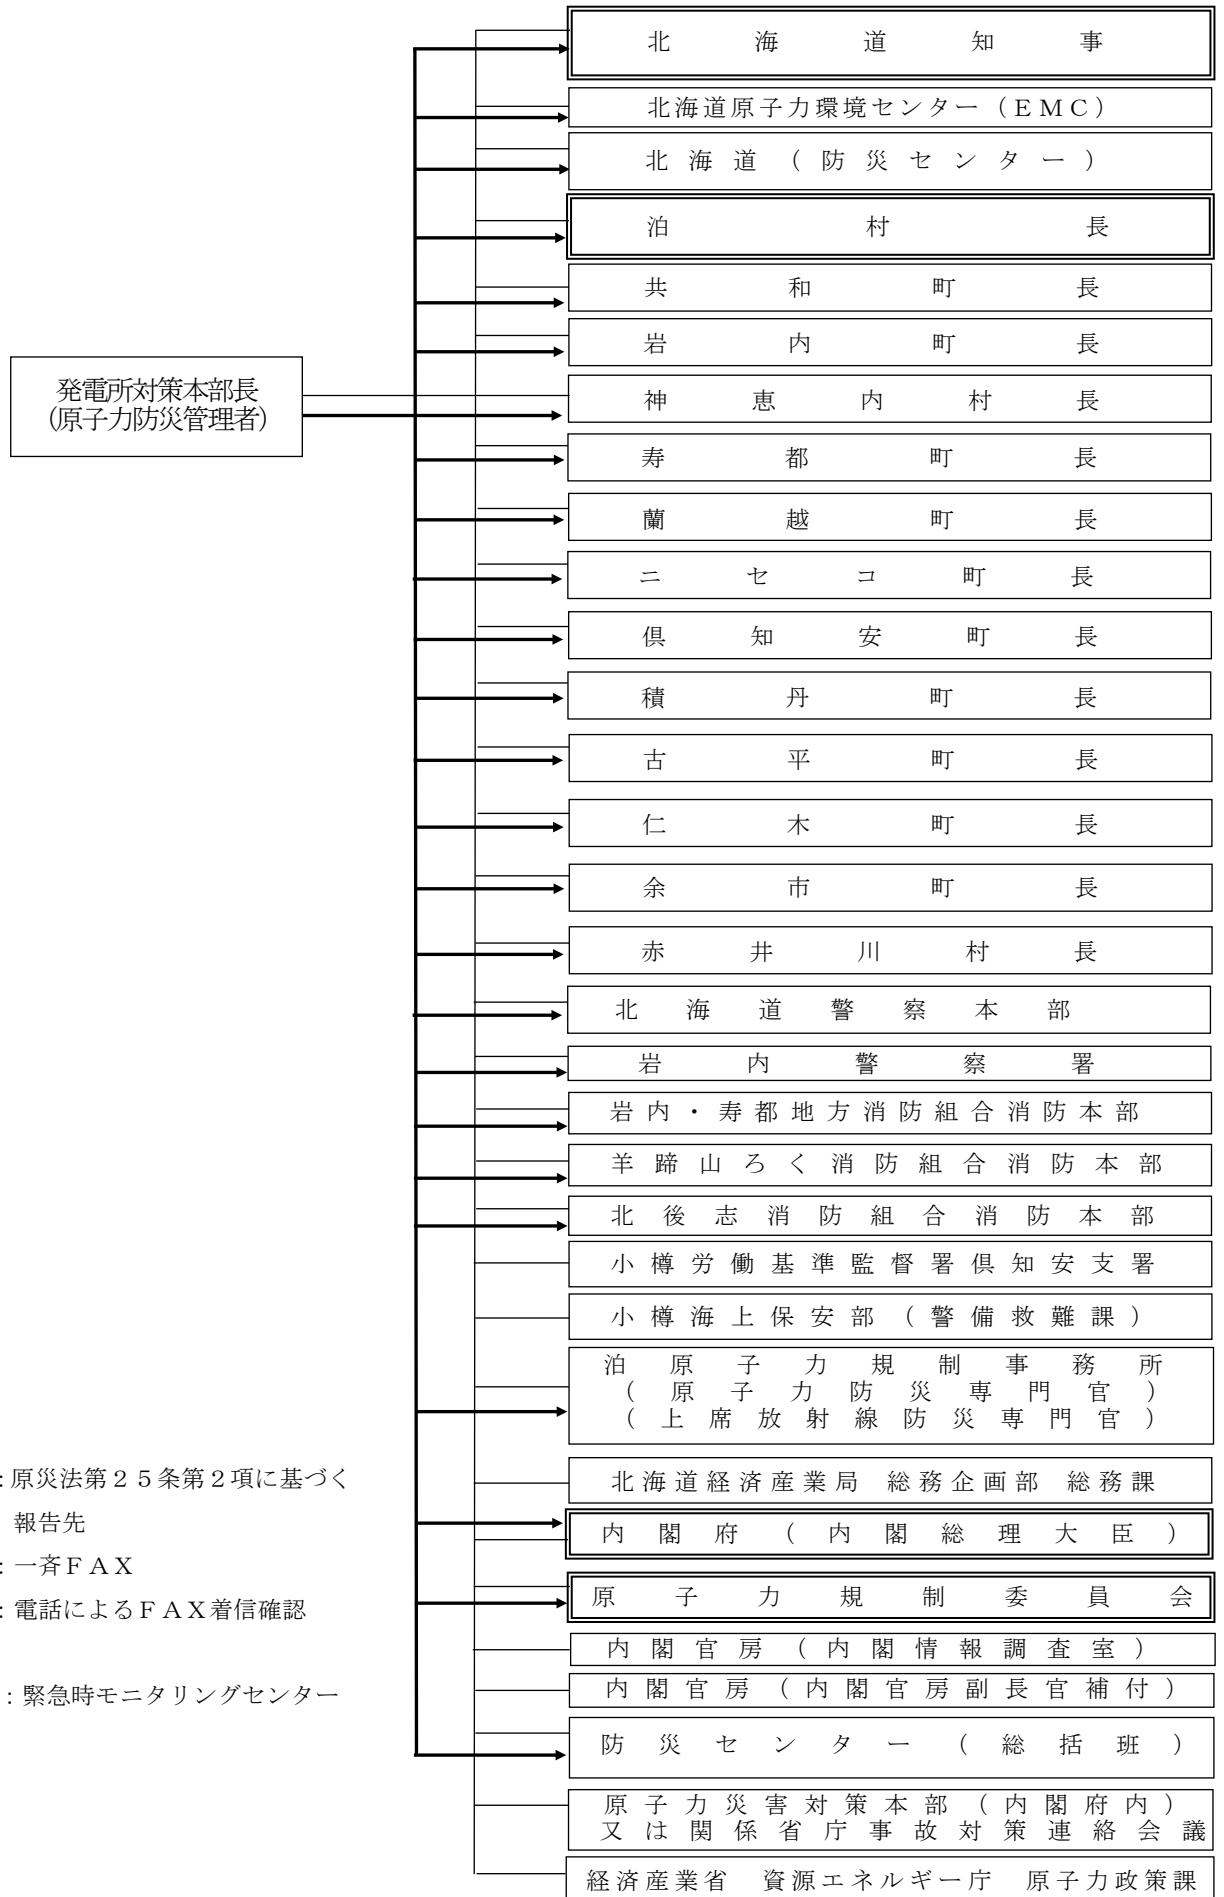 北海道知事
北海道原子力環境センター（ＥＭＣ）
北海道（防災センター）
泊村長
共和町長
岩内町長
発電所対策本部長
(原子力防災管理者)
神恵内村長
寿都町長
蘭越町長
ニセコ町長
倶知安町長
積丹町長
古平町長
仁木町長
余市町長
赤井川村長
北海道警察本部
岩内警察署
岩内・寿都地方消防組合消防本部
羊蹄山ろく消防組合消防本部
北後志消防組合消防本部
小樽労働基準監督署倶知安支署
小樽海上保安部（警備救難課）
泊原子力規制事務所
（原子力防災専門官）
（上席放射線防災専門官）
北海道経済産業局　総務企画部　総務課
内閣府（内閣総理大臣）
原子力規制委員会
内閣官房（内閣情報調査室）
内閣官房（内閣官房副長官補付）
防災センター（総括班）
原子力災害対策本部（内閣府内）
又は関係省庁事故対策連絡会議
経済産業省　資源エネルギー庁　原子力政策課
：原災法第２５条第２項に基づく
報告先
：一斉ＦＡＸ
：電話によるＦＡＸ着信確認
：緊急時モニタリングセンター